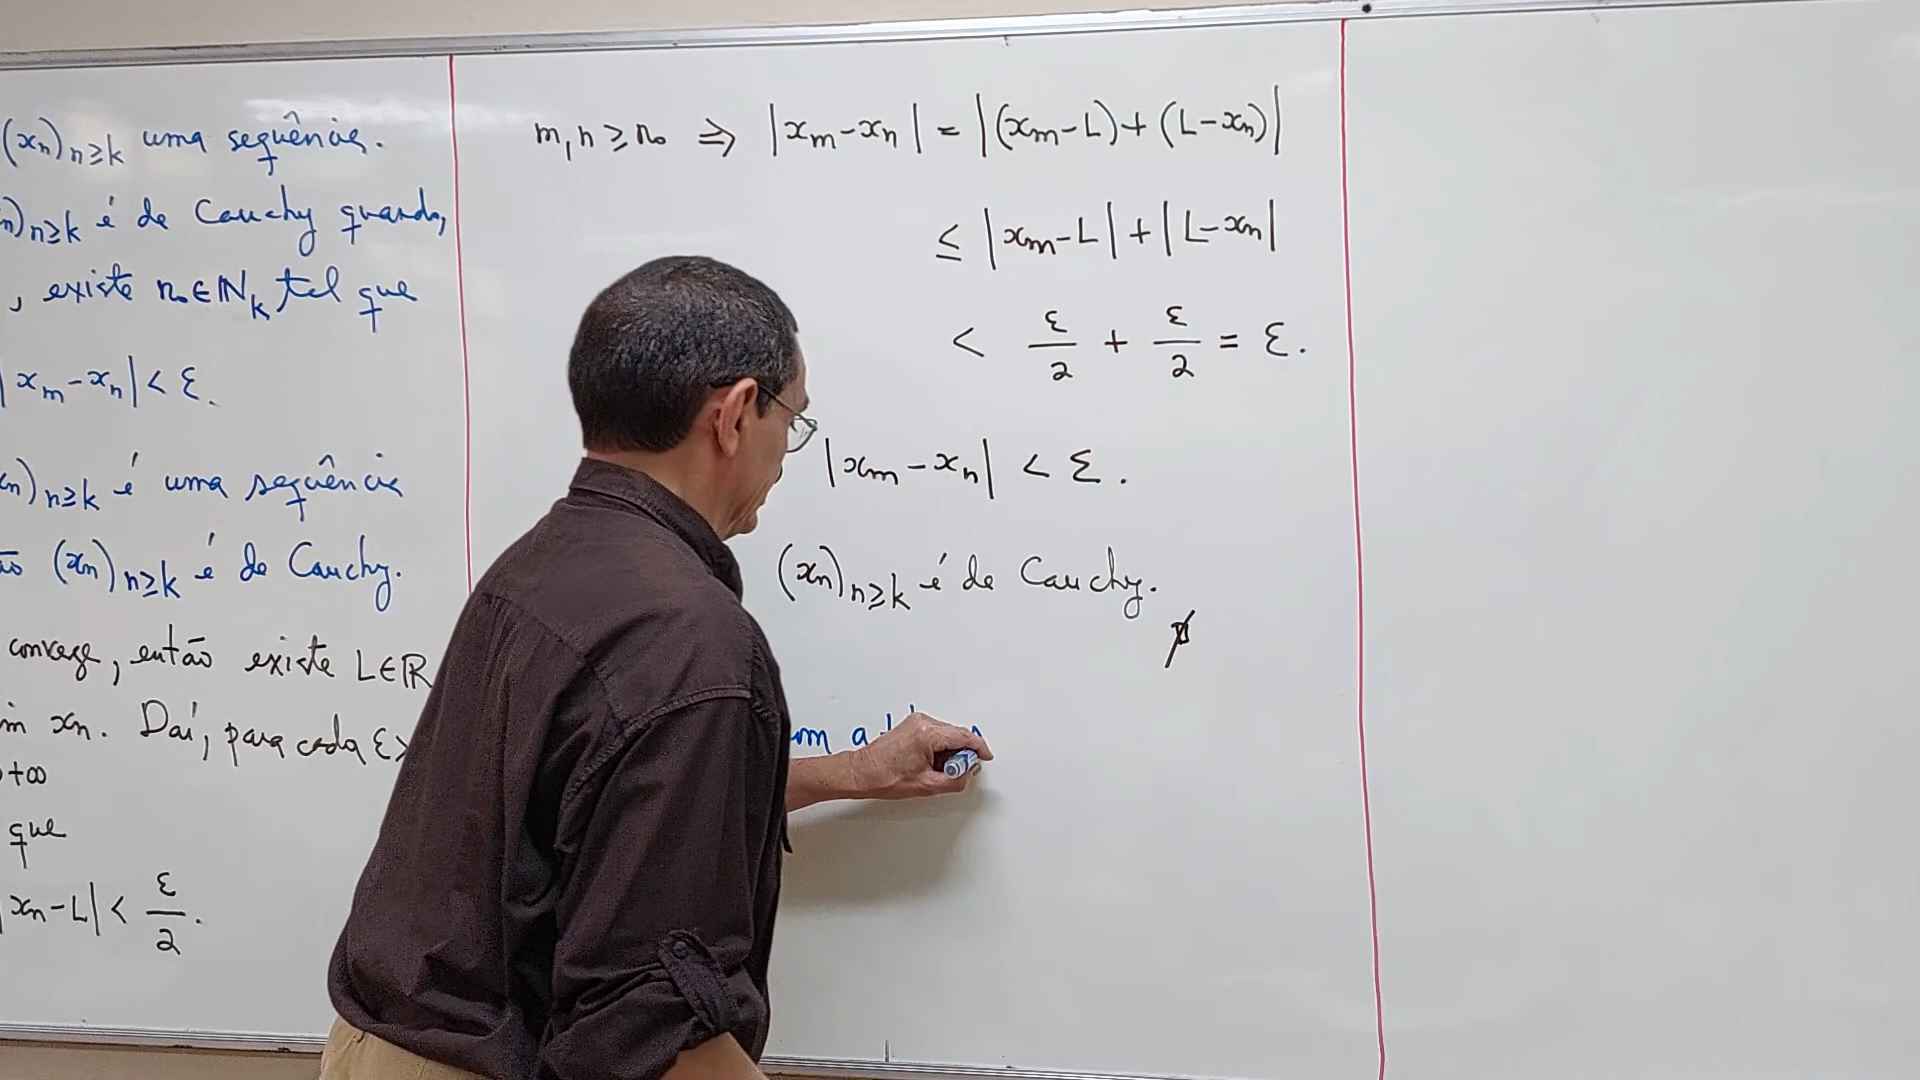 (xₙ)ₙ≥ₖ uma sequência.
n)ₙ≥ₖ é de Cauchy quando,
, existe n₀∈ℕₖ tal que
|xₘ-xₙ|<ε.
xₙ)ₙ≥ₖ é uma sequência
ão (xₙ)ₙ≥ₖ é de Cauchy.
converge, então existe L∈ℝ
im xₙ. Daí, para cada ε>
+∞
que
|xₙ-L|< ε/2.
m,n≥n₀ ⇒ |xₘ-xₙ| = |(xₘ-L)+(L-xₙ)|
≤ |xₘ-L|+|L-xₙ|
< ε/2 + ε/2 = ε.
|xₘ-xₙ| < ε.
(xₙ)ₙ≥ₖ é de Cauchy.